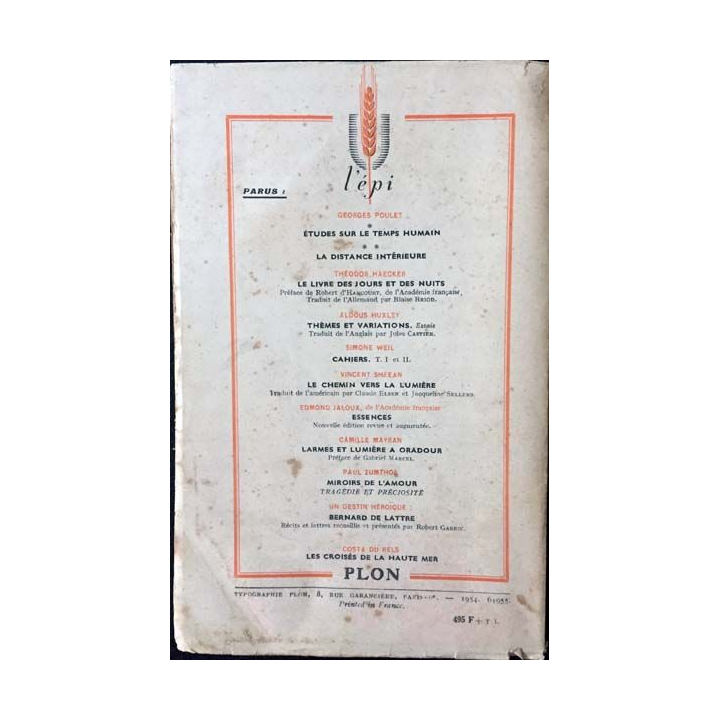 l'épi
PARUS :
GEORGES POULET
*
ÉTUDES SUR LE TEMPS HUMAIN
* *
LA DISTANCE INTÉRIEURE
THÉODOR HAECKER
LE LIVRE DES JOURS ET DES NUITS
Préface de Robert d'HARCOURT, de l'Académie française,
Traduit de l'Allemand par Blaise BRIOD.
ALDOUS HUXLEY
THÈMES ET VARIATIONS. Essais
Traduit de l'Anglais par Jules CASTIER.
SIMONE WEIL
CAHIERS. T. I et II.
VINCENT SHEEAN
LE CHEMIN VERS LA LUMIÈRE
Traduit de l'américain par Claude ELSEN et Jacqueline SELLERS.
EDMOND JALOUX, de l'Académie française
ESSENCES
Nouvelle édition revue et augmentée.
CAMILLE MAYRAN
LARMES ET LUMIÈRE A ORADOUR
Préface de Gabriel MARCEL.
PAUL ZUMTHOR
MIROIRS DE L'AMOUR
TRAGÉDIE ET PRÉCIOSITÉ
UN DESTIN HÉROIQUE :
BERNARD DE LATTRE
Récits et lettres recueillis et présentés par Robert GARRIC.
COSTA DU RELS
LES CROISÉS DE LA HAUTE MER
PLON
TYPOGRAPHIE PLON, 8, RUE GARANCIÈRE, PARIS-6e. — 1954. 61955.
Printed in France.
495 F + T. L.